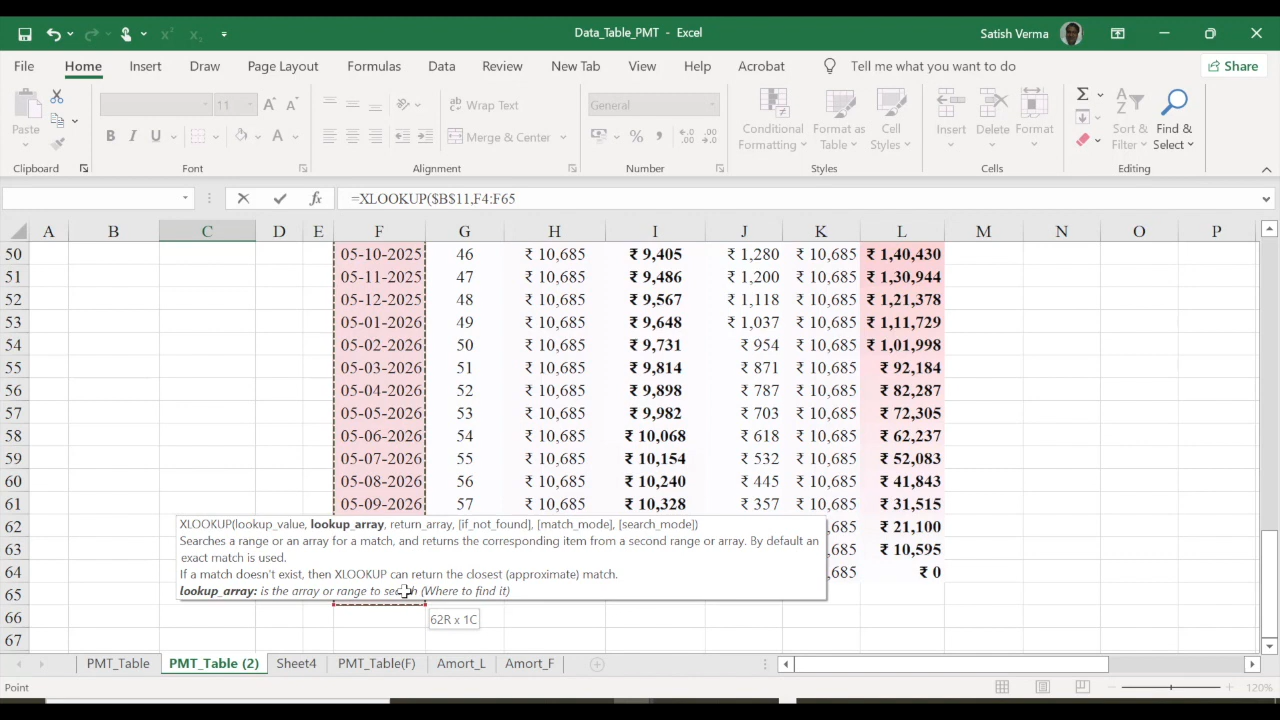 Data_Table_PMT - Excel
Satish Verma
File Home Insert Draw Page Layout Formulas Data Review New Tab View Help Acrobat Tell me what you want to do Share
Paste 11 Wrap Text General Conditional Formatting Format as Table Cell Styles Insert Delete Format Sort & Filter Find & Select
B I U Merge & Center
Clipboard Font Alignment Number Styles Cells Editing
=XLOOKUP($B$11,F4:F65
A B C D E F G H I J K L M N O P
50 05-10-2025 46 ₹ 10,685 ₹ 9,405 ₹ 1,280 ₹ 10,685 ₹ 1,40,430
51 05-11-2025 47 ₹ 10,685 ₹ 9,486 ₹ 1,200 ₹ 10,685 ₹ 1,30,944
52 05-12-2025 48 ₹ 10,685 ₹ 9,567 ₹ 1,118 ₹ 10,685 ₹ 1,21,378
53 05-01-2026 49 ₹ 10,685 ₹ 9,648 ₹ 1,037 ₹ 10,685 ₹ 1,11,729
54 05-02-2026 50 ₹ 10,685 ₹ 9,731 ₹ 954 ₹ 10,685 ₹ 1,01,998
55 05-03-2026 51 ₹ 10,685 ₹ 9,814 ₹ 871 ₹ 10,685 ₹ 92,184
56 05-04-2026 52 ₹ 10,685 ₹ 9,898 ₹ 787 ₹ 10,685 ₹ 82,287
57 05-05-2026 53 ₹ 10,685 ₹ 9,982 ₹ 703 ₹ 10,685 ₹ 72,305
58 05-06-2026 54 ₹ 10,685 ₹ 10,068 ₹ 618 ₹ 10,685 ₹ 62,237
59 05-07-2026 55 ₹ 10,685 ₹ 10,154 ₹ 532 ₹ 10,685 ₹ 52,083
60 05-08-2026 56 ₹ 10,685 ₹ 10,240 ₹ 445 ₹ 10,685 ₹ 41,843
61 05-09-2026 57 ₹ 10,685 ₹ 10,328 ₹ 357 ₹ 10,685 ₹ 31,515
XLOOKUP(lookup_value, lookup_array, return_array, [if_not_found], [match_mode], [search_mode])
Searches a range or an array for a match, and returns the corresponding item from a second range or array. By default an
exact match is used.
If a match doesn't exist, then XLOOKUP can return the closest (approximate) match.
lookup_array: is the array or range to search (Where to find it)
62 ,685 ₹ 21,100
63 ,685 ₹ 10,595
64 ,685 ₹ 0
65
66 62R x 1C
67
PMT_Table PMT_Table (2) Sheet4 PMT_Table(F) Amort_L Amort_F
Point 120%